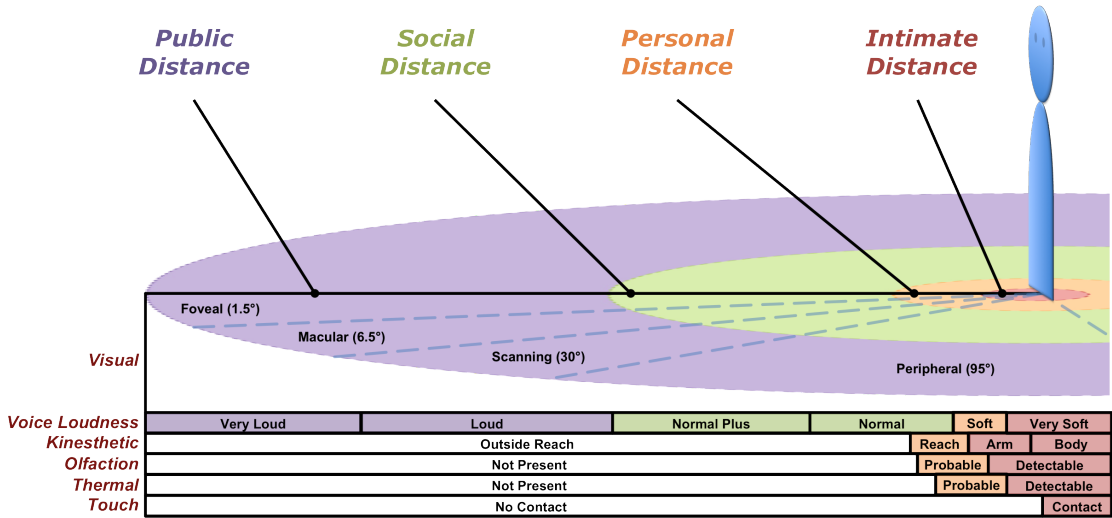 Public Distance
Social Distance
Personal Distance
Intimate Distance
Foveal (1.5°)
Macular (6.5°)
Scanning (30°)
Peripheral (95°)
Visual
Voice Loudness Very Loud Loud Normal Plus Normal Soft Very Soft
Kinesthetic Outside Reach Reach Arm Body
Olfaction Not Present Probable Detectable
Thermal Not Present Probable Detectable
Touch No Contact Contact